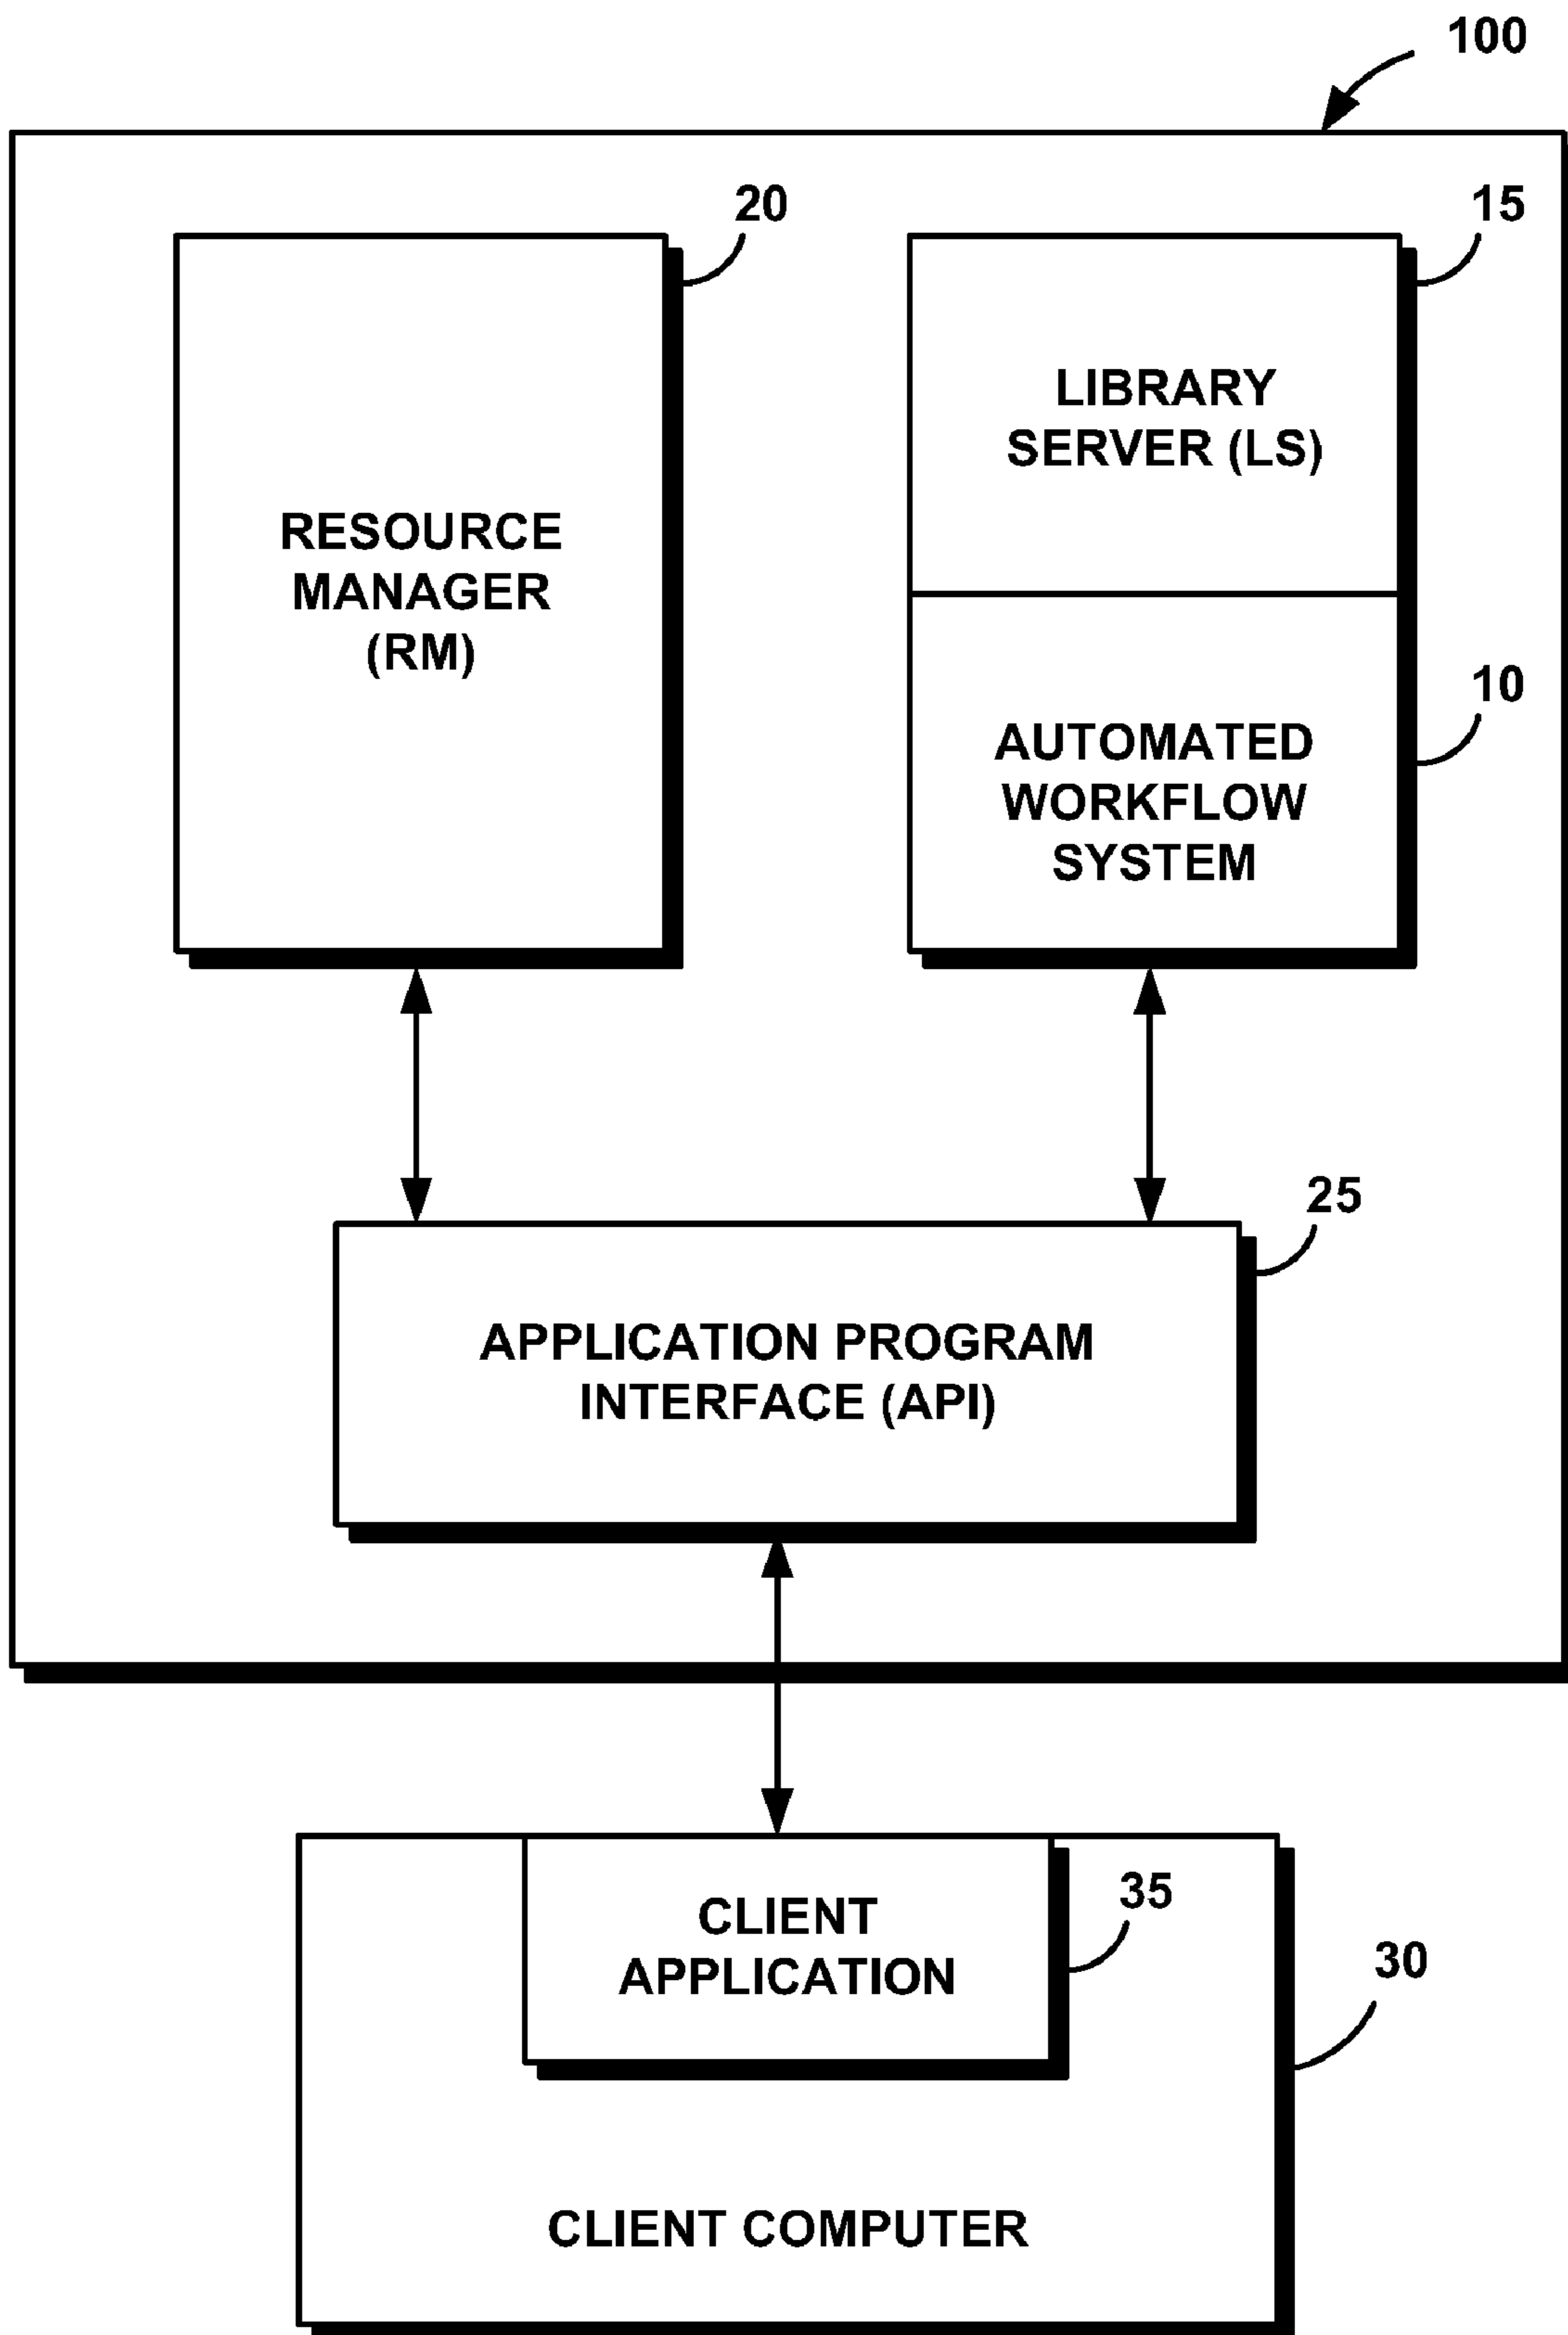 100
20
15
LIBRARY
SERVER (LS)
RESOURCE
MANAGER
(RM)
10
AUTOMATED
WORKFLOW
SYSTEM
25
APPLICATION PROGRAM
INTERFACE (API)
35
CLIENT
APPLICATION
30
CLIENT COMPUTER